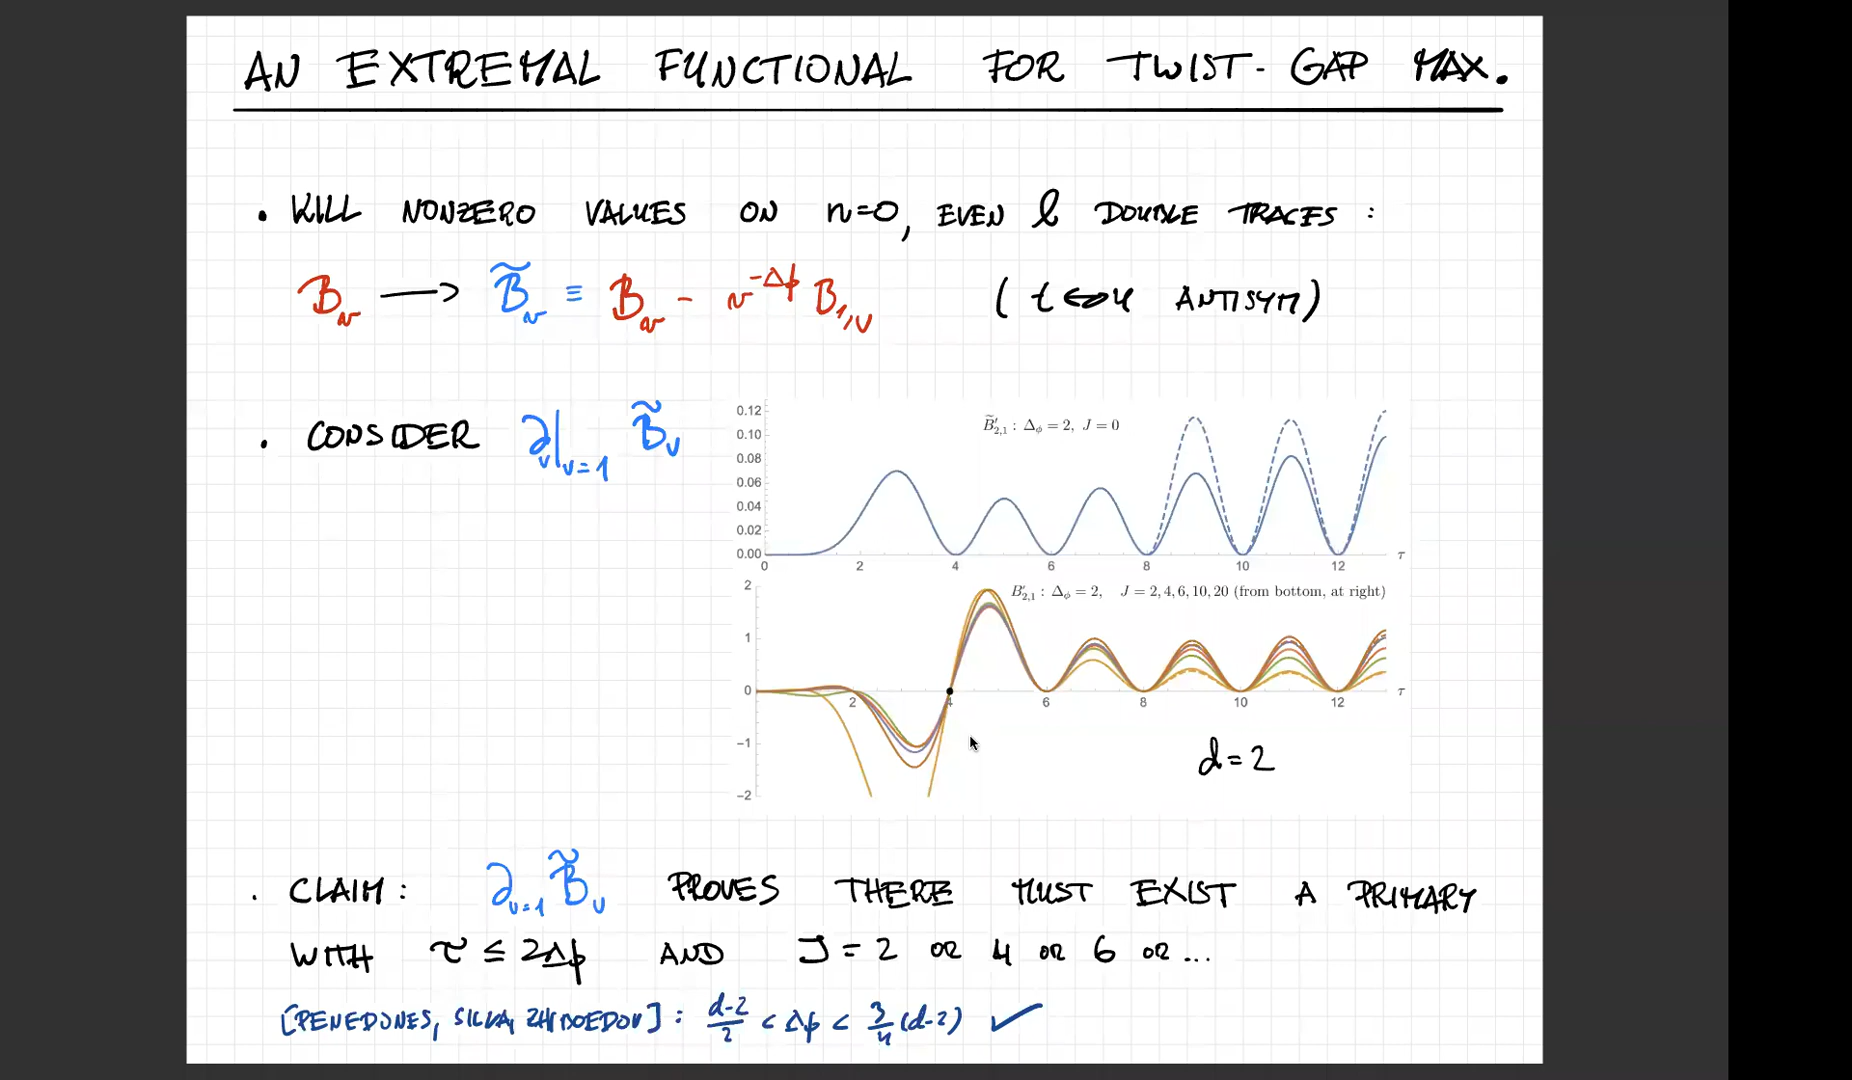 AN EXTREMAL FUNCTIONAL FOR TWIST-GAP MAX.
• KILL NONZERO VALUES ON n=0, EVEN ℓ DOUBLE TRACES :
B_v → B̃_v ≡ B_v - v^{-Δϕ} B_{1/v} ( t ↔ u ANTISYM)
• CONSIDER ∂_v|_{v=1} B̃_v
B̃'_{2,1} : Δ_ϕ = 2, J = 0
0.12
0.10
0.08
0.06
0.04
0.02
0.00
0 2 4 6 8 10 12 τ
B'_{2,1} : Δ_ϕ = 2, J = 2, 4, 6, 10, 20 (from bottom, at right)
2
1
0
−1
−2
2 4 6 8 10 12 τ
d=2
• CLAIM: ∂_{v=1} B̃_v PROVES THERE MUST EXIST A PRIMARY
WITH τ ≤ 2Δϕ AND J = 2 OR 4 OR 6 OR ...
[PENEDONES, SILVA, ZHIBOEDOV] : \frac{d-2}{2} < Δϕ < \frac{3}{4}(d-2) ✓